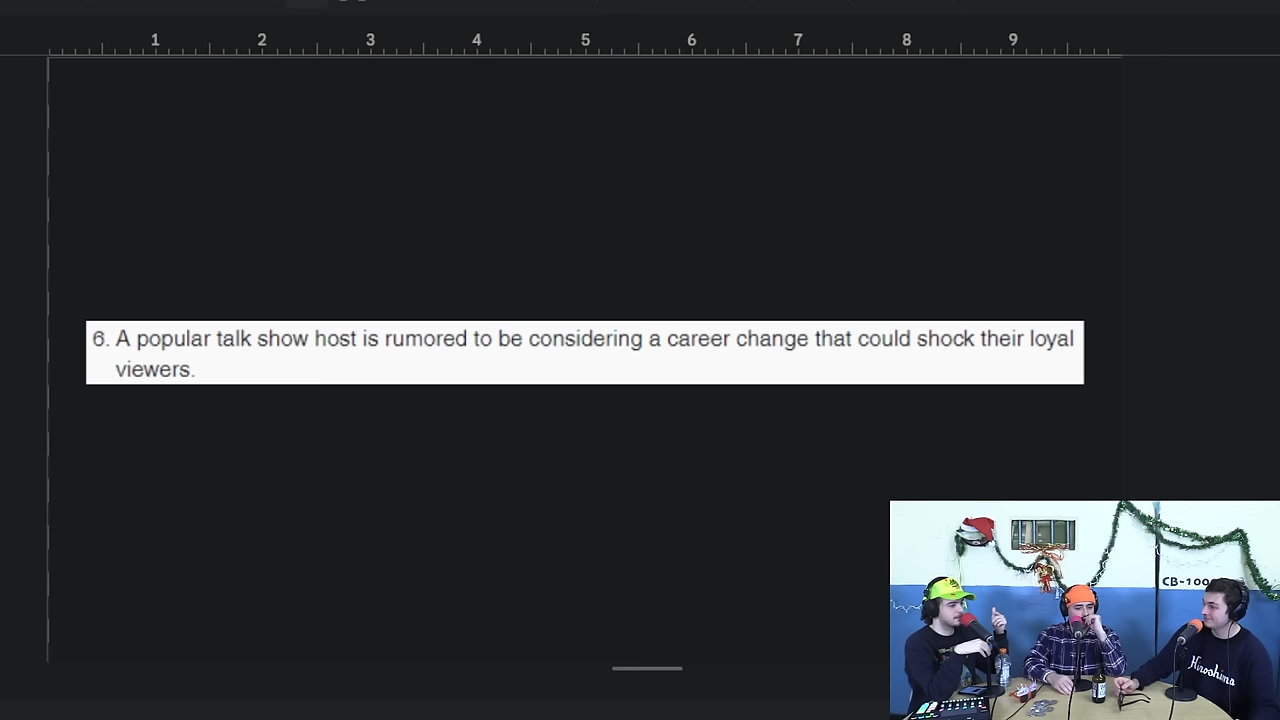 1 2 3 4 5 6 7 8 9
6. A popular talk show host is rumored to be considering a career change that could shock their loyal
viewers.
CB-100
Hiroshima